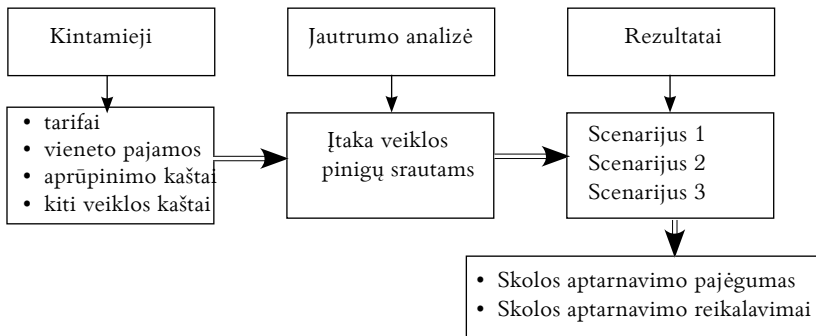 Kintamieji
Jautrumo analizė
Rezultatai
• tarifai
• vieneto pajamos
• aprūpinimo kaštai
• kiti veiklos kaštai
Įtaka veiklos
pinigų srautams
Scenarijus 1
Scenarijus 2
Scenarijus 3
• Skolos aptarnavimo pajėgumas
• Skolos aptarnavimo reikalavimai